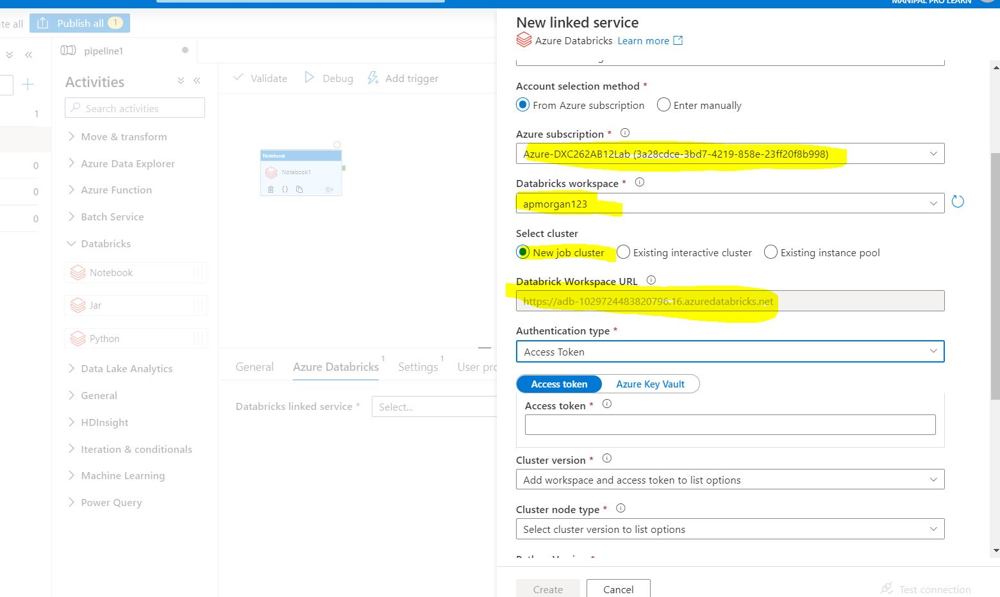 MANIPAL PRO LEARN
te all
Publish all 1
pipeline1
Activities
Search activities
1
Move & transform
0
Azure Data Explorer
0
Azure Function
0
Batch Service
Databricks
Notebook
Jar
Python
Data Lake Analytics
General
HDInsight
Iteration & conditionals
Machine Learning
Power Query
Validate
Debug
Add trigger
Notebook
Notebook1
General
Azure Databricks 1
Settings 1
User pro
Databricks linked service *
Select...
New linked service
Azure Databricks Learn more
Account selection method *
From Azure subscription
Enter manually
Azure subscription *
Azure-DXC262AB12Lab (3a28cdce-3bd7-4219-858e-23ff20f8b998)
Databricks workspace *
apmorgan123
Select cluster
New job cluster
Existing interactive cluster
Existing instance pool
Databrick Workspace URL
https://adb-1029724483820796.16.azuredatabricks.net
Authentication type *
Access Token
Access token
Azure Key Vault
Access token *
Cluster version *
Add workspace and access token to list options
Cluster node type *
Select cluster version to list options
Create
Cancel
Test connection